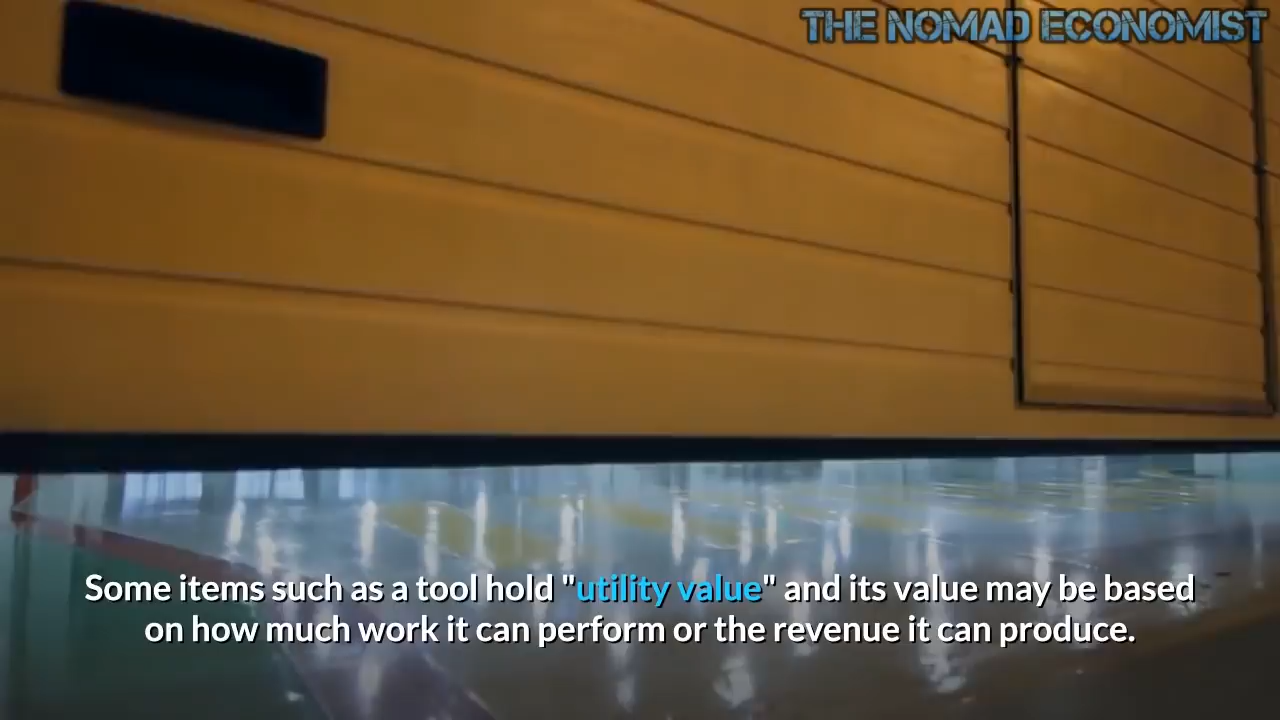 THE NOMAD ECONOMIST
Some items such as a tool hold "utility value" and its value may be based
on how much work it can perform or the revenue it can produce.